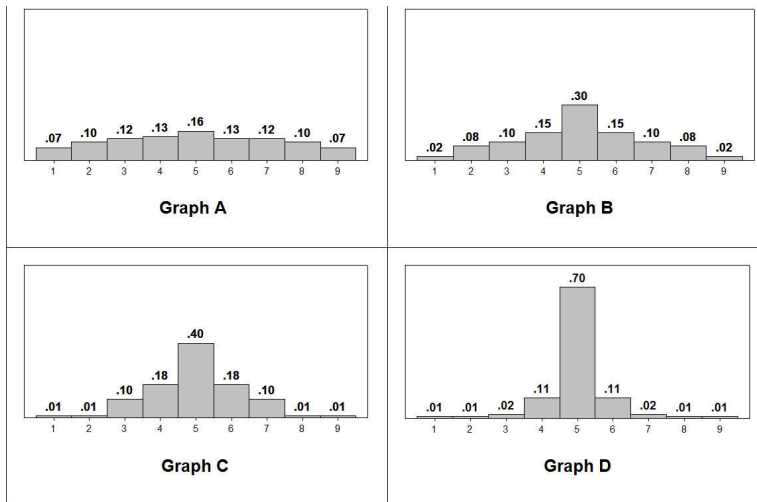 .07 .10 .12 .13 .16 .13 .12 .10 .07
1 2 3 4 5 6 7 8 9
Graph A
.02 .08 .10 .15 .30 .15 .10 .08 .02
1 2 3 4 5 6 7 8 9
Graph B
.01 .01 .10 .18 .40 .18 .10 .01 .01
1 2 3 4 5 6 7 8 9
Graph C
.01 .01 .02 .11 .70 .11 .02 .01 .01
1 2 3 4 5 6 7 8 9
Graph D